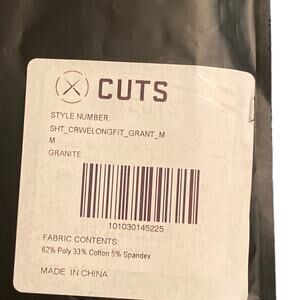 CUTS
STYLE NUMBER:
SHT_CRWELONGFIT_GRANT_M
M
GRANITE
101030145225
FABRIC CONTENTS:
62% Poly 33% Cotton 5% Spandex
MADE IN CHINA